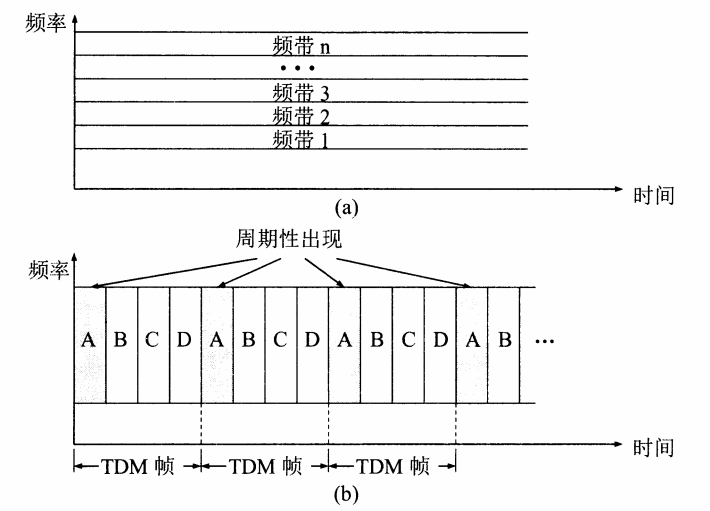 频率
频带 n
•••
频带 3
频带 2
频带 1
时间
(a)
周期性出现
频率
A B C D A B C D A B C D A B ···
时间
TDM 帧 TDM 帧 TDM 帧
(b)